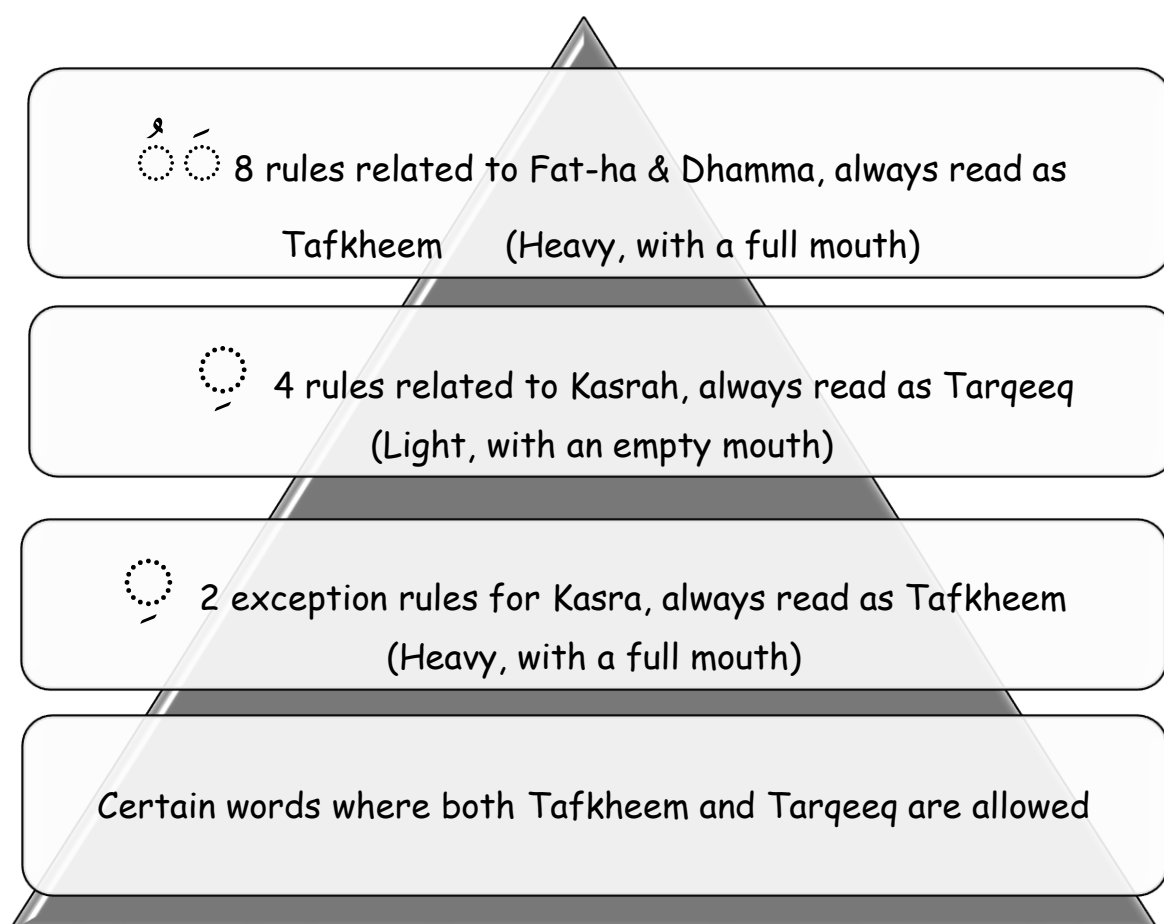 ◌ُ ◌َ 8 rules related to Fat-ha & Dhamma, always read as
Tafkheem (Heavy, with a full mouth)
◌ِ 4 rules related to Kasrah, always read as Tarqeeq
(Light, with an empty mouth)
◌ِ 2 exception rules for Kasra, always read as Tafkheem
(Heavy, with a full mouth)
Certain words where both Tafkheem and Tarqeeq are allowed